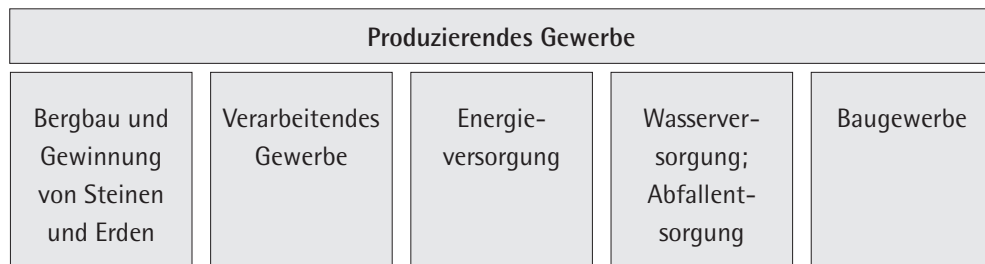 Produzierendes Gewerbe
Bergbau und
Gewinnung
von Steinen
und Erden
Verarbeitendes
Gewerbe
Energie-
versorgung
Wasserver-
sorgung;
Abfallent-
sorgung
Baugewerbe